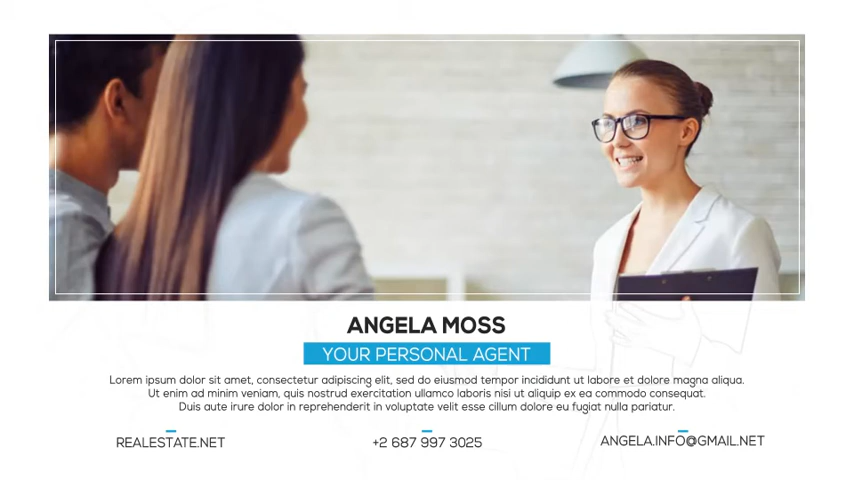 ANGELA MOSS
YOUR PERSONAL AGENT
Lorem ipsum dolor sit amet, consectetur adipiscing elit, sed do eiusmod tempor incididunt ut labore et dolore magna aliqua.
Ut enim ad minim veniam, quis nostrud exercitation ullamco laboris nisi ut aliquip ex ea commodo consequat.
Duis aute irure dolor in reprehenderit in voluptate velit esse cillum dolore eu fugiat nulla pariatur.
REALESTATE.NET
+2 687 997 3025
ANGELA.INFO@GMAIL.NET